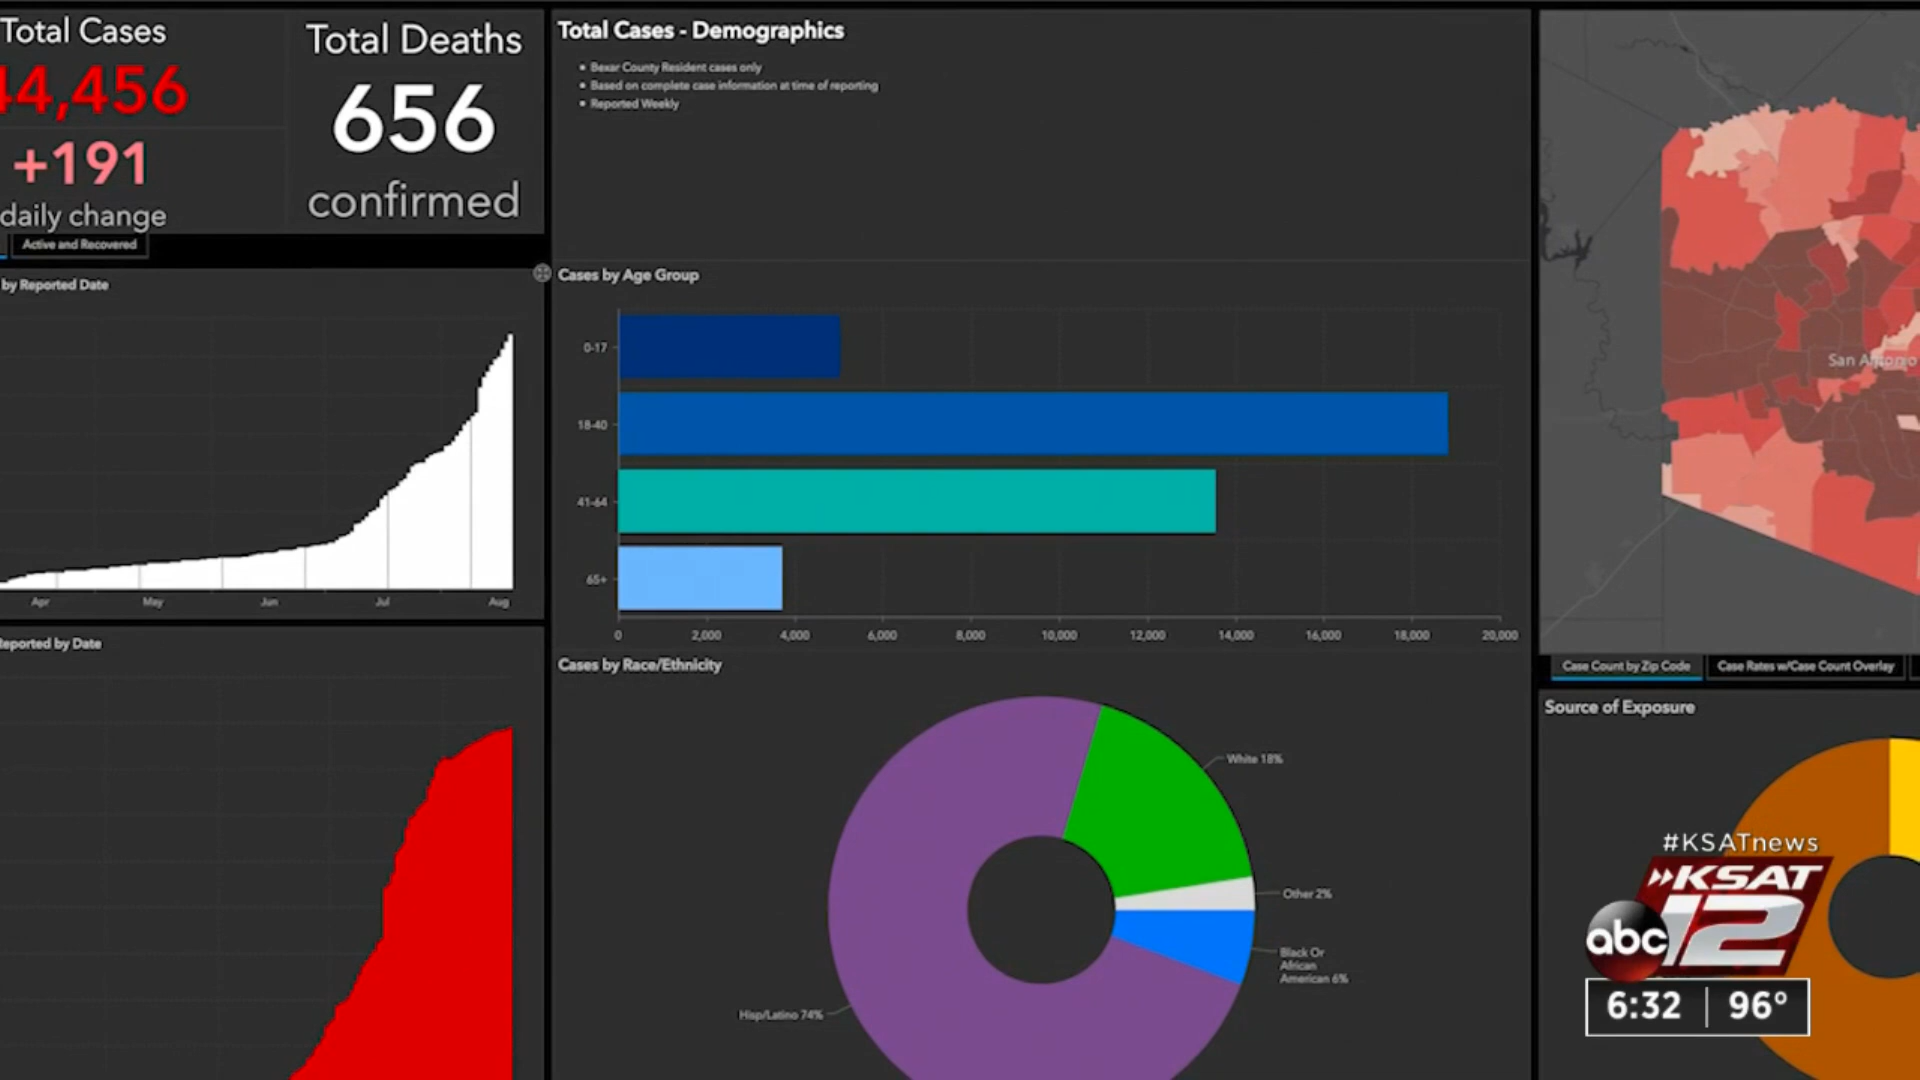 Total Cases
44,456
+191
daily change
Total Deaths
656
confirmed
Active and Recovered
by Reported Date
Apr May Jun Jul Aug
Reported by Date
Total Cases - Demographics
• Bexar County Resident cases only
• Based on complete case information at time of reporting
• Reported Weekly
Cases by Age Group
0-17
18-40
41-64
65+
0 2,000 4,000 6,000 8,000 10,000 12,000 14,000 16,000 18,000 20,000
Cases by Race/Ethnicity
White 18%
Other 2%
Black Or
African
American 6%
Hisp/Latino 74%
San Antonio
Case Count by Zip Code
Case Rates w/Case Count Overlay
Source of Exposure
#KSATnews
KSAT
12
abc
6:32 96°